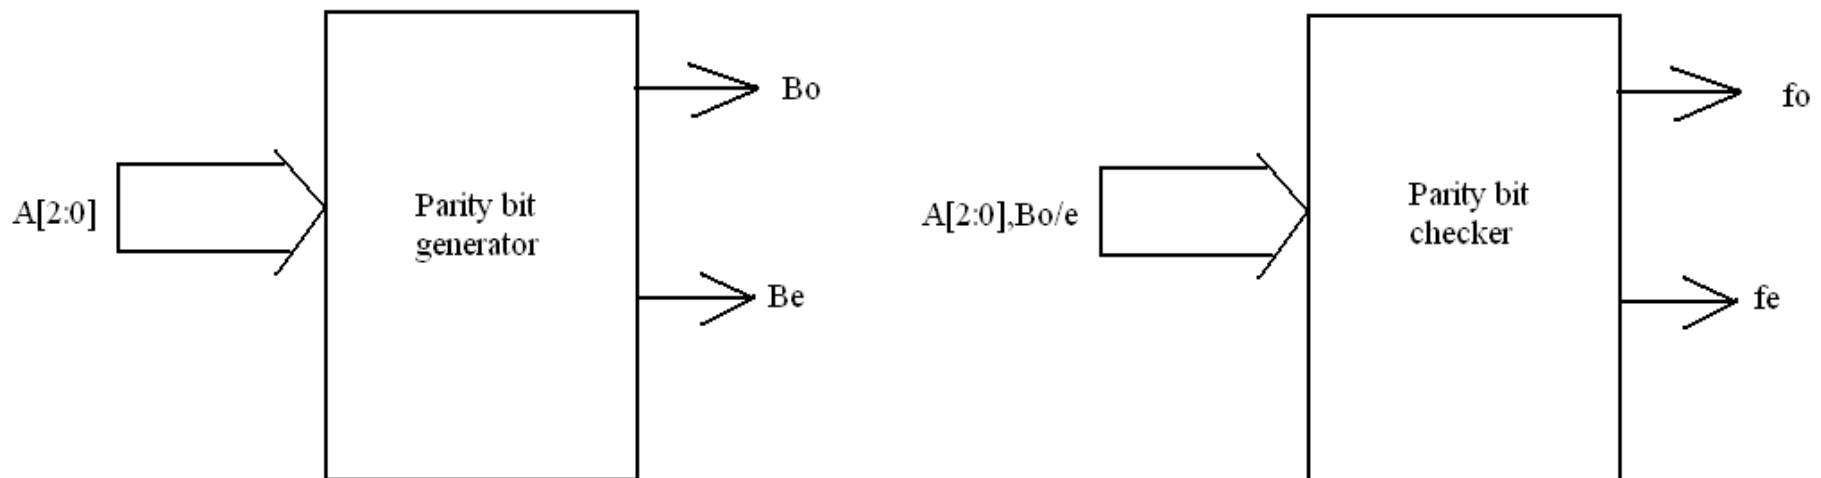 A[2:0]
Parity bit
generator
Bo
Be
A[2:0],Bo/e
Parity bit
checker
fo
fe